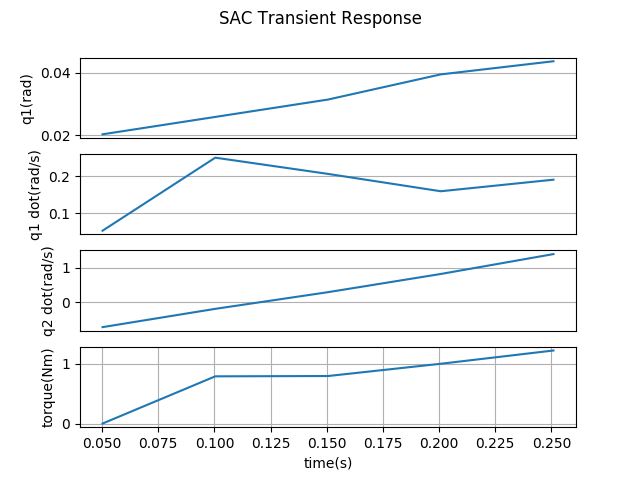 SAC Transient Response
0.04
0.02
q1(rad)
0.2
0.1
q1 dot(rad/s)
1
0
q2 dot(rad/s)
1
0
torque(Nm)
0.050 0.075 0.100 0.125 0.150 0.175 0.200 0.225 0.250
time(s)